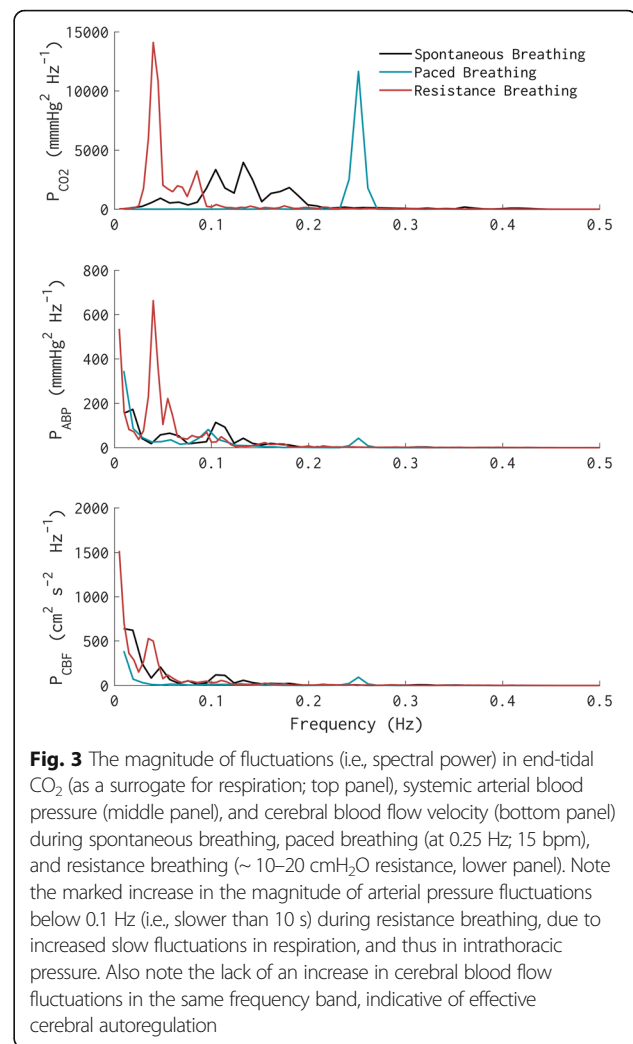 15000
10000
5000
0
P_CO2 (mmmHg² Hz⁻¹)
Spontaneous Breathing
Paced Breathing
Resistance Breathing
0 0.1 0.2 0.3 0.4 0.5
800
600
400
200
0
P_ABP (mmmHg² Hz⁻¹)
0 0.1 0.2 0.3 0.4 0.5
2000
1500
1000
500
0
P_CBF (cm² s⁻² Hz⁻¹)
0 0.1 0.2 0.3 0.4 0.5
Frequency (Hz)
Fig. 3 The magnitude of fluctuations (i.e., spectral power) in end-tidal
CO₂ (as a surrogate for respiration; top panel), systemic arterial blood
pressure (middle panel), and cerebral blood flow velocity (bottom panel)
during spontaneous breathing, paced breathing (at 0.25 Hz; 15 bpm),
and resistance breathing (~ 10–20 cmH₂O resistance, lower panel). Note
the marked increase in the magnitude of arterial pressure fluctuations
below 0.1 Hz (i.e., slower than 10 s) during resistance breathing, due to
increased slow fluctuations in respiration, and thus in intrathoracic
pressure. Also note the lack of an increase in cerebral blood flow
fluctuations in the same frequency band, indicative of effective
cerebral autoregulation